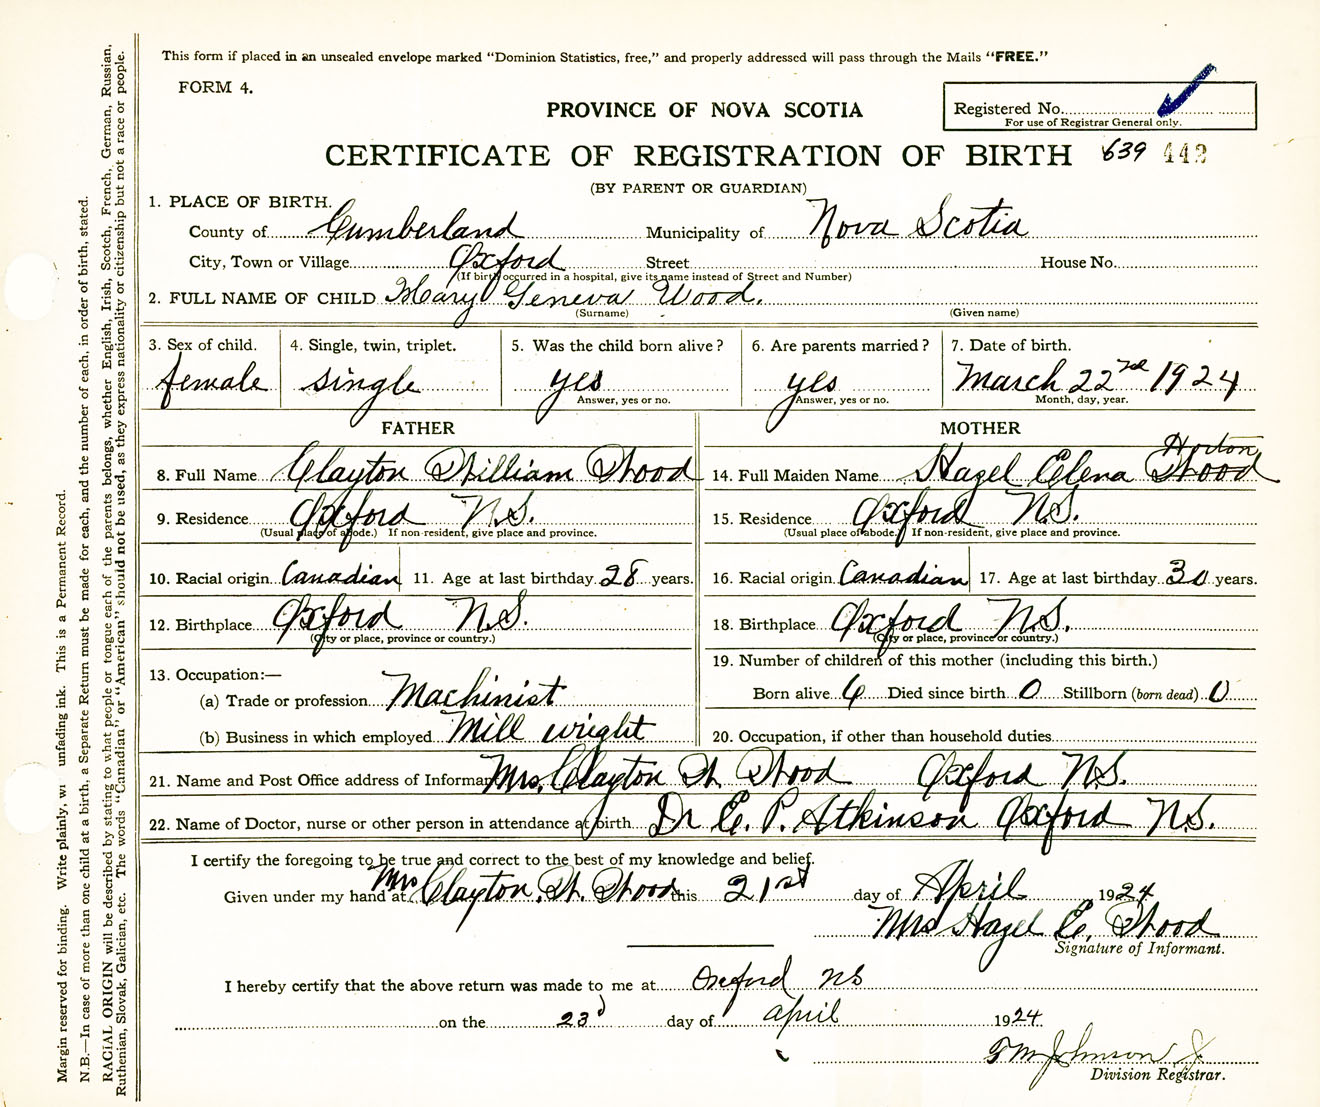 This form if placed in an unsealed envelope marked “Dominion Statistics, free,” and properly addressed will pass through the Mails “FREE.”
FORM 4.
PROVINCE OF NOVA SCOTIA
Registered No.
For use of Registrar General only.
CERTIFICATE OF REGISTRATION OF BIRTH 639 442
(BY PARENT OR GUARDIAN)
1. PLACE OF BIRTH.
County of Cumberland Municipality of Nova Scotia
City, Town or Village Oxford Street House No.
(If birth occurred in a hospital, give its name instead of Street and Number)
2. FULL NAME OF CHILD Mary Geneva Wood.
(Surname) (Given name)
3. Sex of child. 4. Single, twin, triplet. 5. Was the child born alive? 6. Are parents married? 7. Date of birth.
female single yes yes March 22nd 1924
Answer, yes or no. Answer, yes or no. Month, day, year.
FATHER MOTHER
8. Full Name Clayton William Wood 14. Full Maiden Name Hazel Elena Wood Horton
9. Residence Oxford N.S. 15. Residence Oxford N.S.
(Usual place of abode.) If non-resident, give place and province. (Usual place of abode.) If non-resident, give place and province.
10. Racial origin Canadian 11. Age at last birthday 28 years. 16. Racial origin Canadian 17. Age at last birthday 30 years.
12. Birthplace Oxford N.S. 18. Birthplace Oxford N.S.
(City or place, province or country.) (City or place, province or country.)
13. Occupation:— 19. Number of children of this mother (including this birth.)
(a) Trade or profession Machinist Born alive 6 Died since birth 0 Stillborn (born dead) 0
(b) Business in which employed Mill wright 20. Occupation, if other than household duties
21. Name and Post Office address of Informant Mrs. Clayton W. Wood Oxford N.S.
22. Name of Doctor, nurse or other person in attendance at birth Dr E. P. Atkinson Oxford N.S.
I certify the foregoing to be true and correct to the best of my knowledge and belief.
Given under my hand at Mrs Clayton. W. Wood this 21st day of April 1924
Mrs Hazel E. Wood
Signature of Informant.
I hereby certify that the above return was made to me at Oxford NS
on the 23d day of april 1924
Johnson
Division Registrar.
Margin reserved for binding. Write plainly, wi unfading ink. This is a Permanent Record.
N.B.—In case of more than one child at a birth, a Separate Return must be made for each, and the number of each, in order of birth, stated.
RACIAL ORIGIN will be described by stating to what people or tongue each of the parents belongs, whether English, Irish, Scotch, French, German, Russian,
Ruthenian, Slovak, Galician, etc. The words “Canadian” or “American” should not be used, as they express nationality or citizenship but not a race or people.